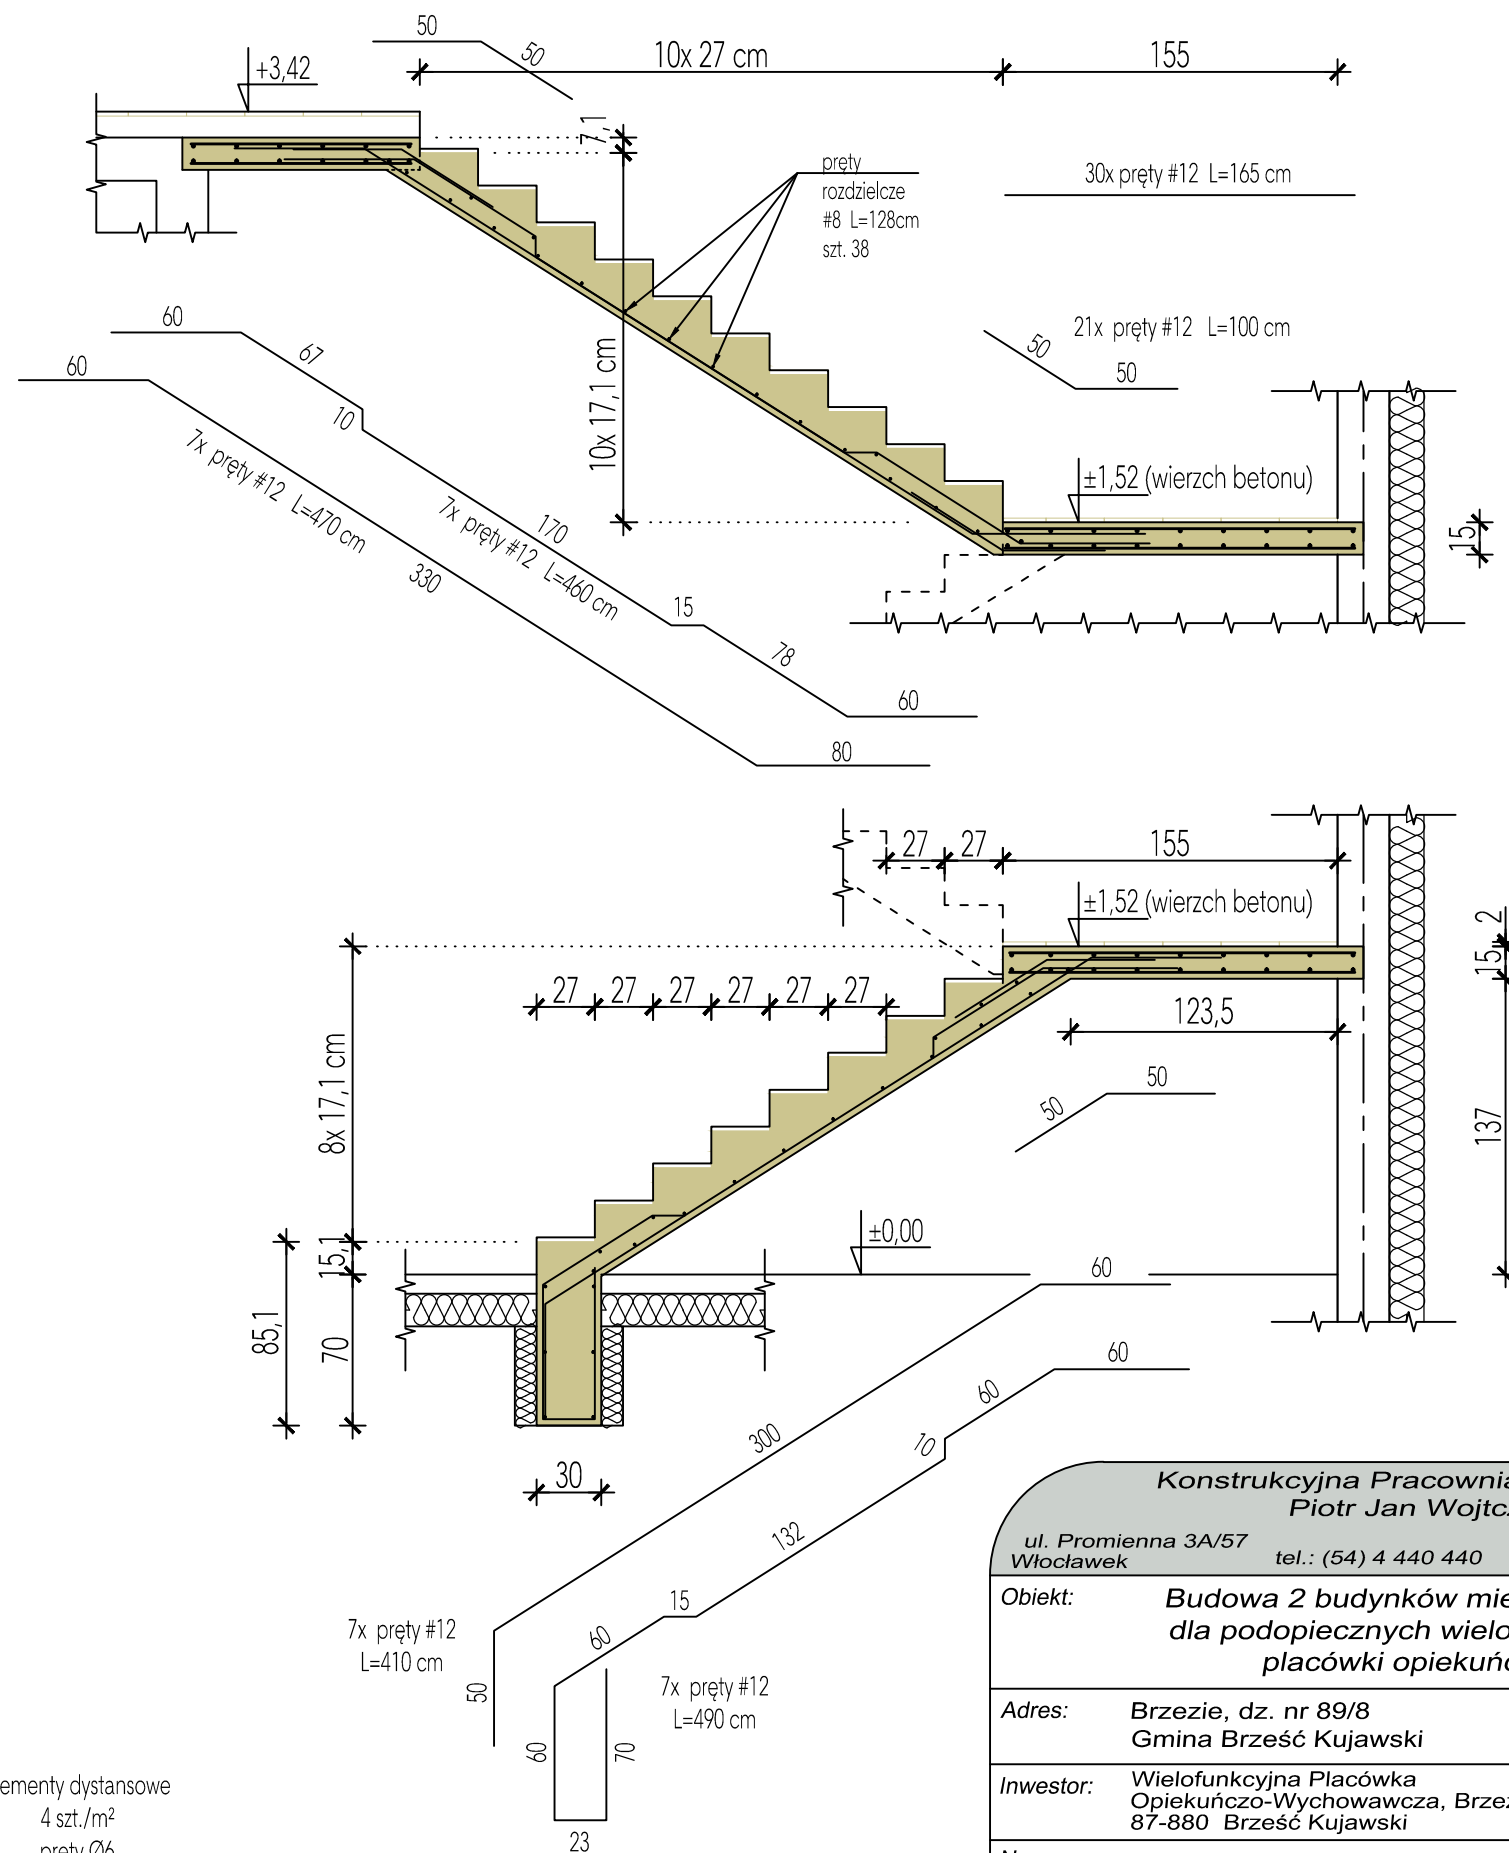 50
50
10x 27 cm
155
+3,42
7,1
pręty
rozdzielcze
#8 L=128cm
szt. 38
30x pręty #12 L=165 cm
60
67
21x pręty #12 L=100 cm
50
50
60
10
10x 17,1 cm
7x pręty #12 L=470 cm
±1,52 (wierzch betonu)
170
7x pręty #12 L=460 cm
15
330
15
78
60
80
27
27
155
±1,52 (wierzch betonu)
2
15
27
27
27
27
27
27
123,5
8x 17,1 cm
50
50
137
±0,00
15,1
60
85,1
70
60
60
300
10
30
132
Konstrukcyjna Pracownia
Piotr Jan Wojtc
ul. Promienna 3A/57
Włocławek
tel.: (54) 4 440 440
15
Obiekt:
Budowa 2 budynków mie
dla podopiecznych wielo
placówki opiekuńc
7x pręty #12
L=410 cm
60
50
7x pręty #12
L=490 cm
60
70
23
Adres:
Brzezie, dz. nr 89/8
Gmina Brześć Kujawski
Inwestor:
Wielofunkcyjna Placówka
Opiekuńczo-Wychowawcza, Brzez
87-880 Brześć Kujawski
ementy dystansowe
4 szt./m²
pręty Ø6